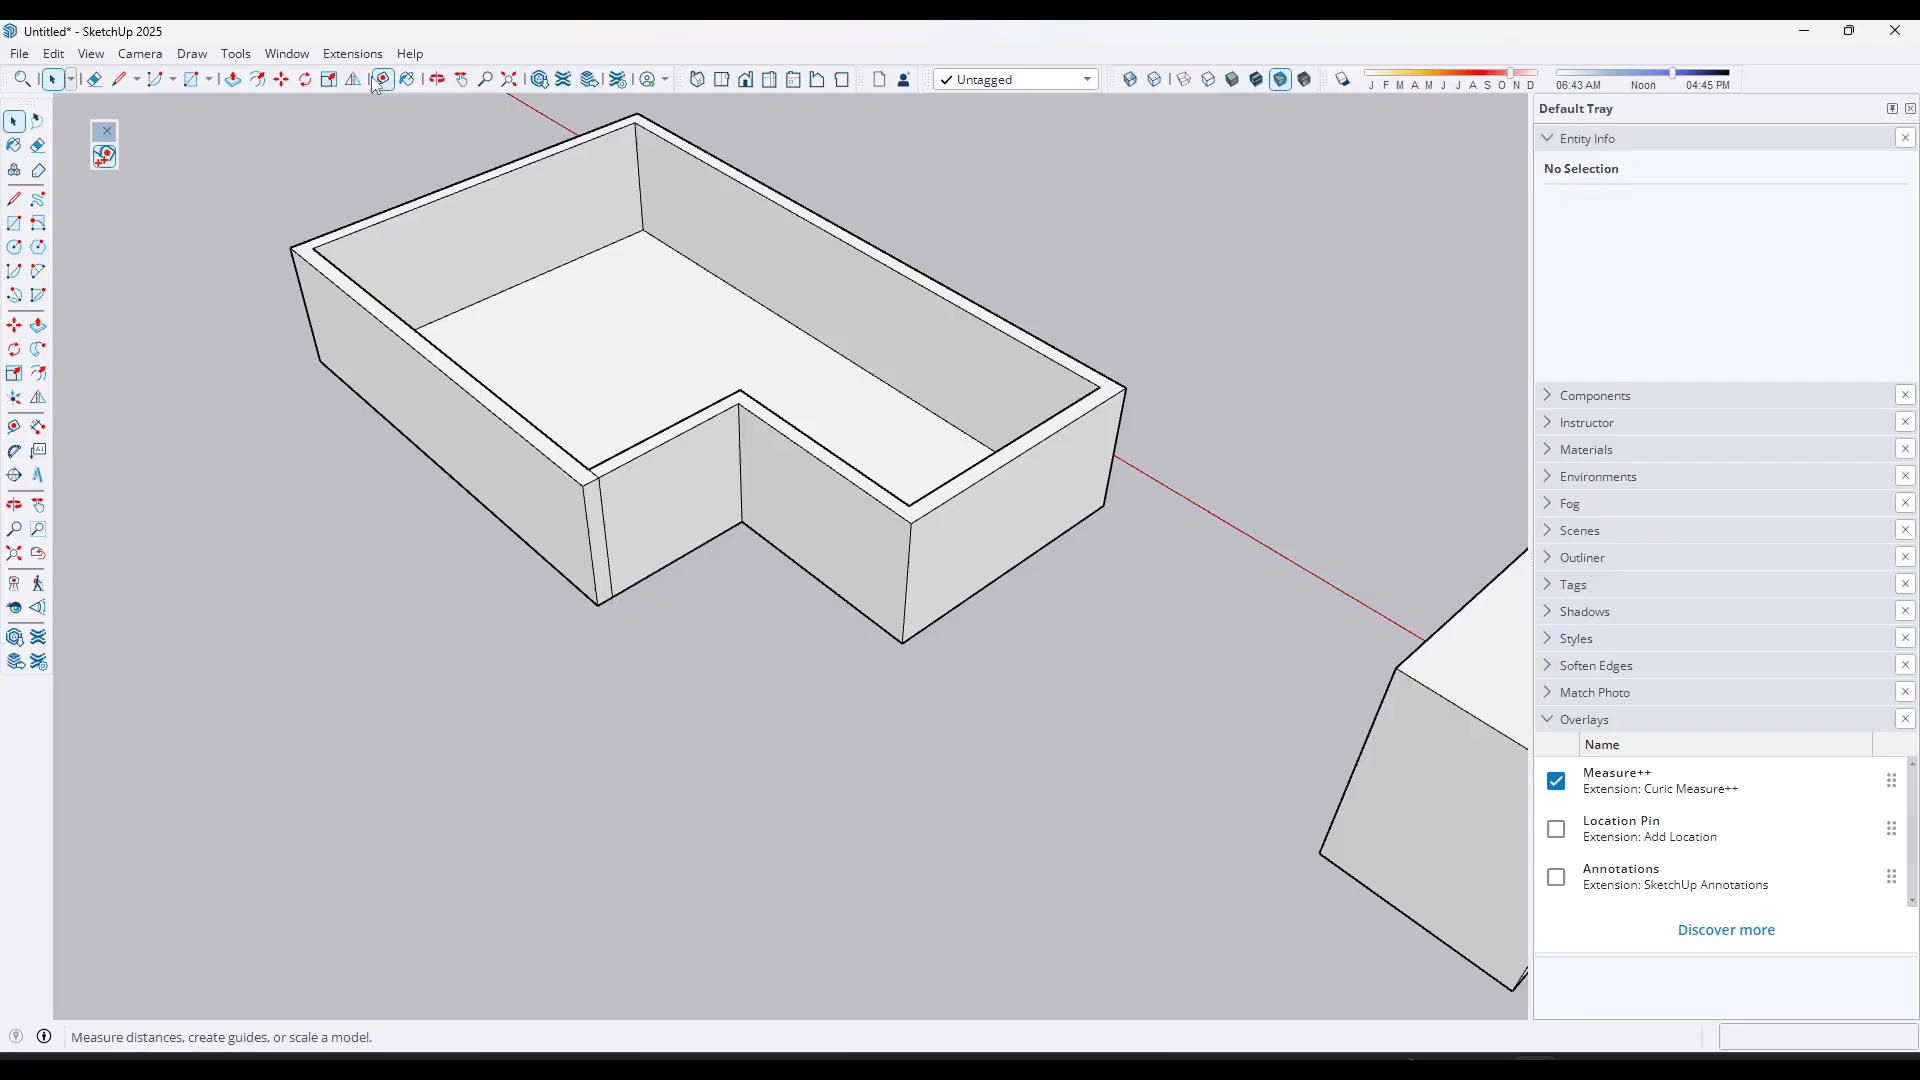 Untitled* - SketchUp 2025
File Edit View Camera Draw Tools Window Extensions Help
Untagged
J F M A M J J A S O N D
06:43 AM Noon 04:45 PM
Default Tray
Entity Info
No Selection
Components
Instructor
Materials
Environments
Fog
Scenes
Outliner
Tags
Shadows
Styles
Soften Edges
Match Photo
Overlays
Name
Measure++
Extension: Curic Measure++
Location Pin
Extension: Add Location
Annotations
Extension: SketchUp Annotations
Discover more
Measure distances, create guides, or scale a model.